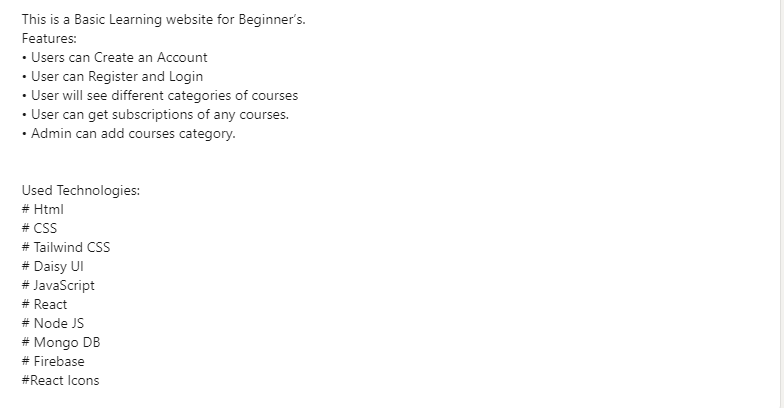 This is a Basic Learning website for Beginner's.
Features:
• Users can Create an Account
• User can Register and Login
• User will see different categories of courses
• User can get subscriptions of any courses.
• Admin can add courses category.
Used Technologies:
# Html
# CSS
# Tailwind CSS
# Daisy UI
# JavaScript
# React
# Node JS
# Mongo DB
# Firebase
#React Icons